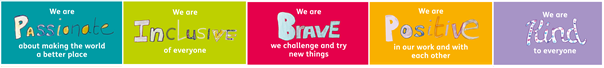 We are
Passionate
about making the world
a better place
We are
Inclusive
of everyone
We are
BRAVE
we challenge and try
new things
We are
Positive
in our work and with
each other
We are
Kind
to everyone